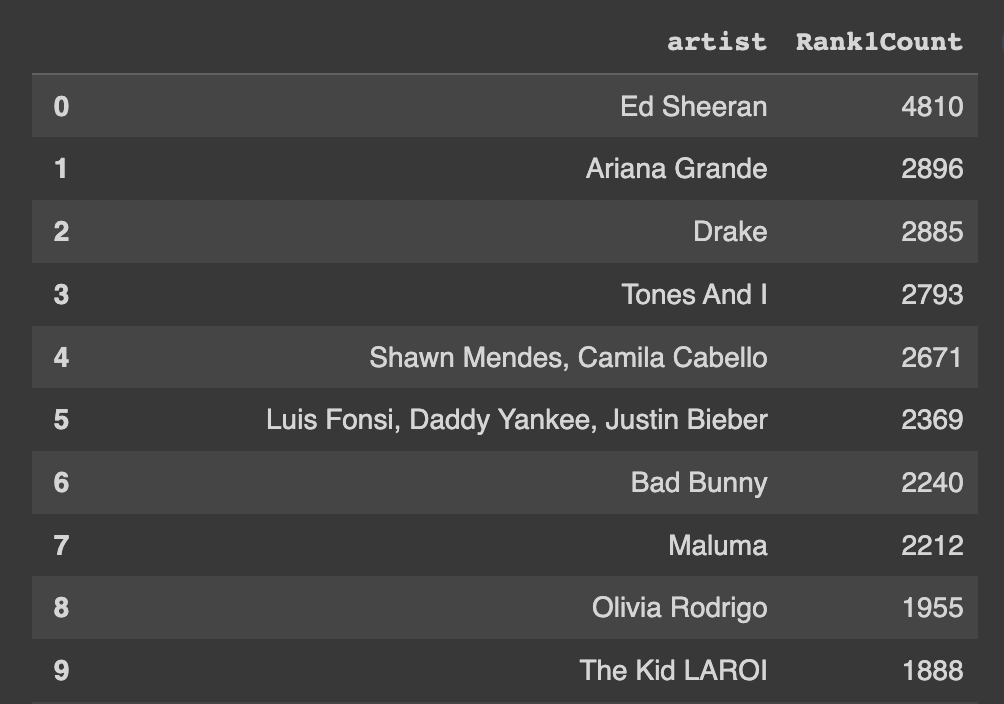 artist Rank1Count
0 Ed Sheeran 4810
1 Ariana Grande 2896
2 Drake 2885
3 Tones And I 2793
4 Shawn Mendes, Camila Cabello 2671
5 Luis Fonsi, Daddy Yankee, Justin Bieber 2369
6 Bad Bunny 2240
7 Maluma 2212
8 Olivia Rodrigo 1955
9 The Kid LAROI 1888